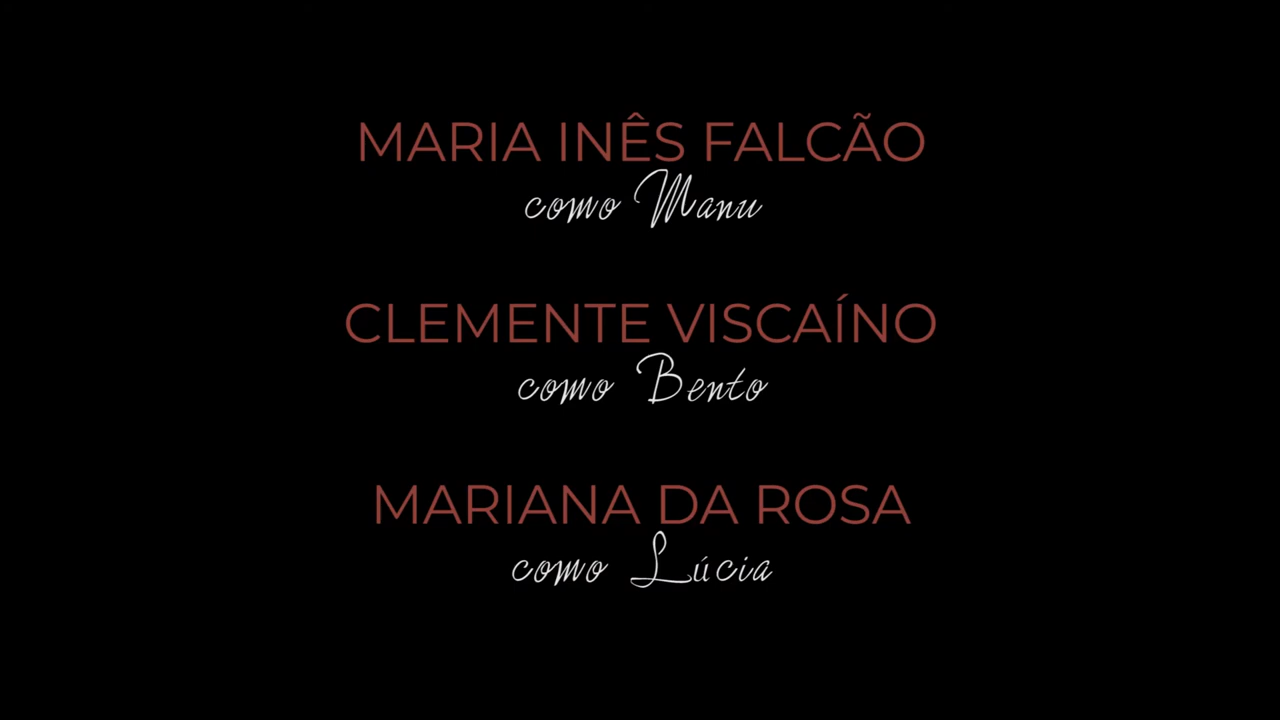 MARIA INÊS FALCÃO
como Manu
CLEMENTE VISCAÍNO
como Bento
MARIANA DA ROSA
como Lúcia